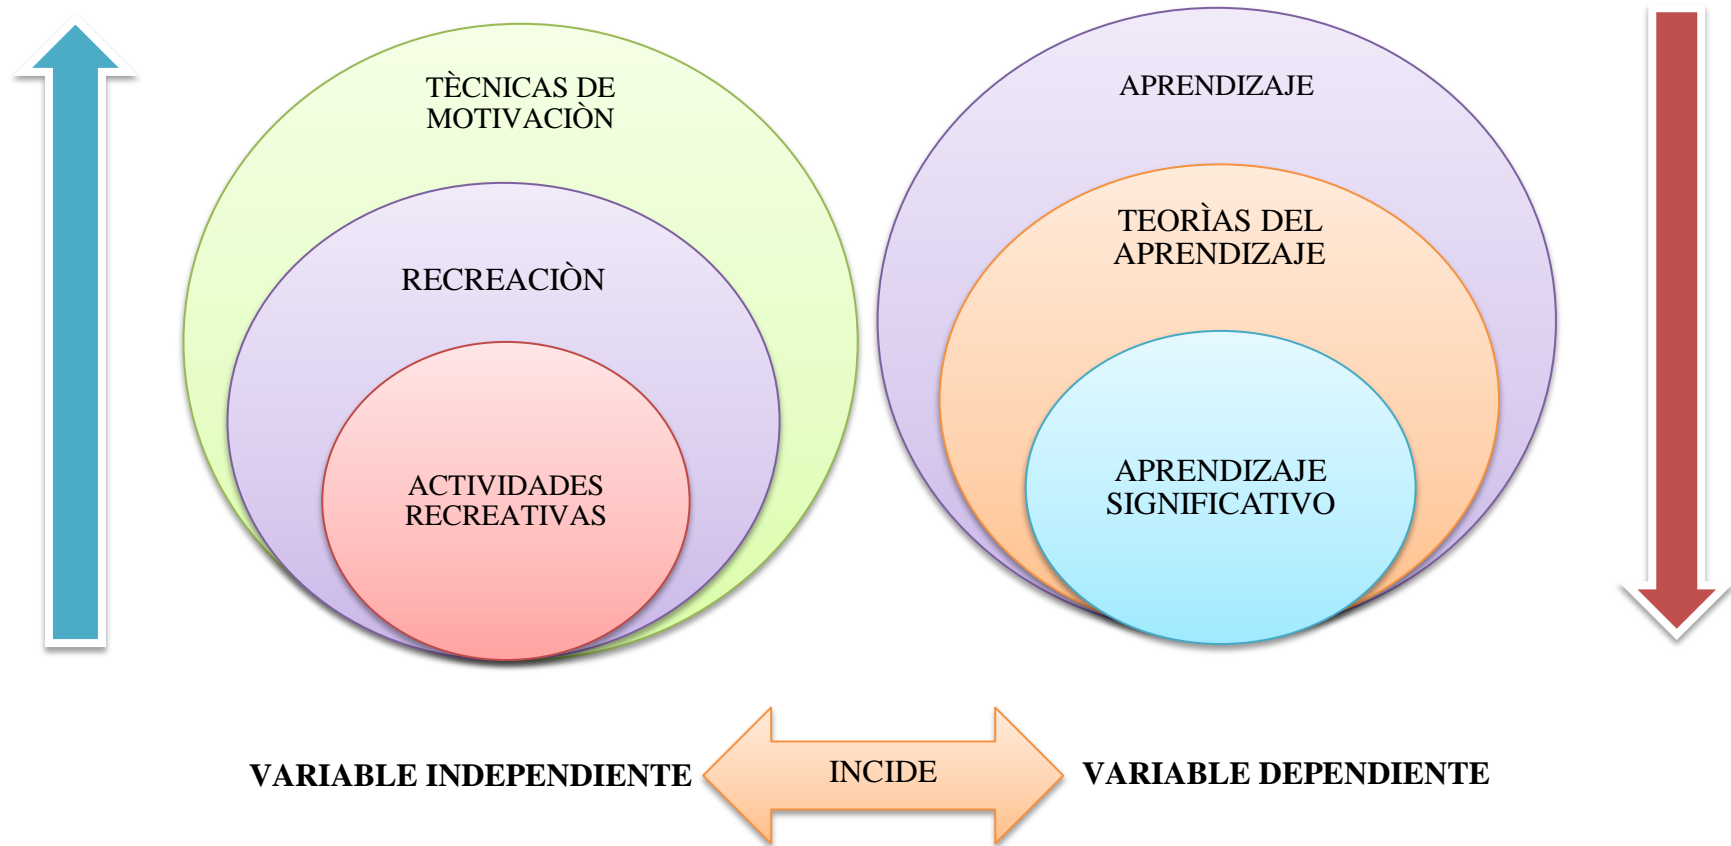 TÈCNICAS DE
MOTIVACIÒN
RECREACIÒN
ACTIVIDADES
RECREATIVAS
APRENDIZAJE
TEORÌAS DEL
APRENDIZAJE
APRENDIZAJE
SIGNIFICATIVO
VARIABLE INDEPENDIENTE
INCIDE
VARIABLE DEPENDIENTE